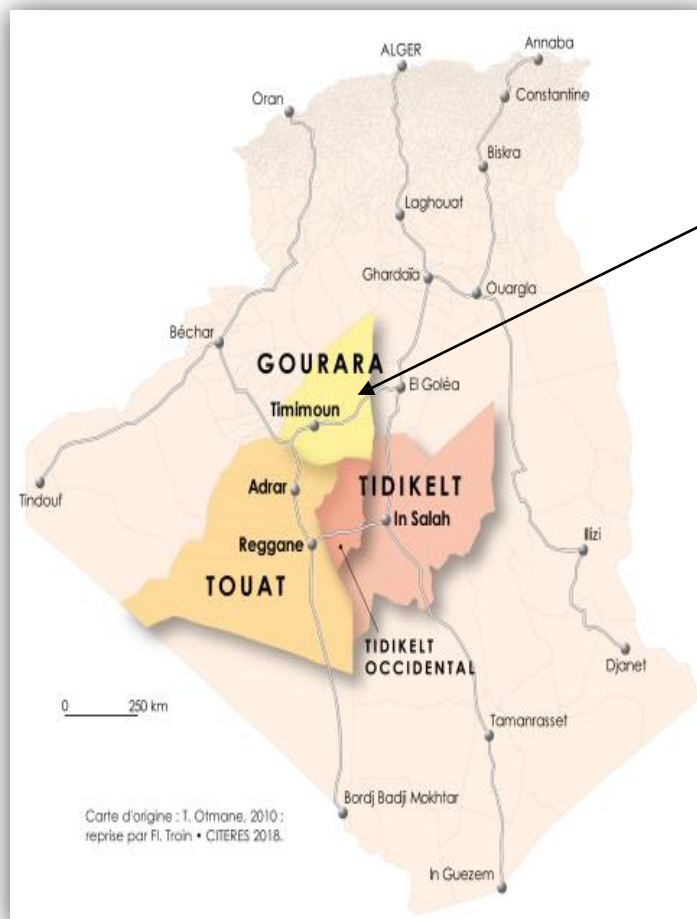 Annaba
ALGER
Constantine
Oran
Biskra
Laghouat
Ghardaïa
Ouargla
Béchar
GOURARA
El Goléa
Timimoun
TIDIKELT
Tindouf
Adrar
In Salah
Reggane
Illizi
TOUAT
TIDIKELT
OCCIDENTAL
Djanet
0 250 km
Tamanrasset
Bordj Badji Mokhtar
Carte d'origine : T. Otmane, 2010 ;
reprise par Fl. Troin • CITERES 2018.
In Guezem